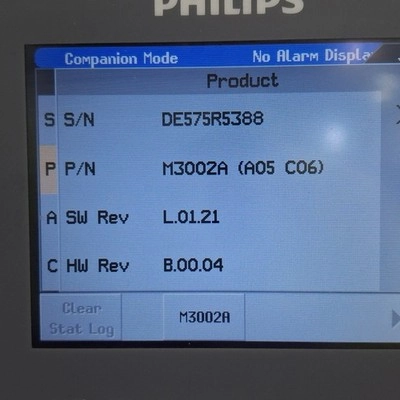 PHILIPS
Companion Mode No Alarm Displa
Product
S S/N DE575R5388
P P/N M3002A (A05 C06)
A SW Rev L.01.21
C HW Rev B.00.04
Clear
Stat Log
M3002A